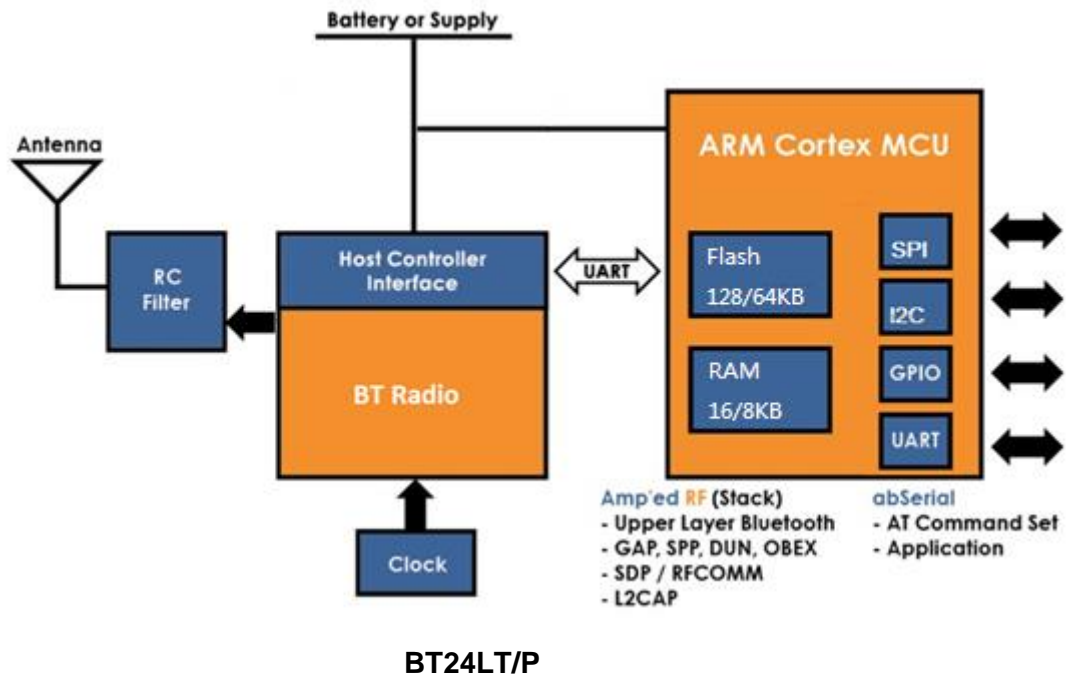 Battery or Supply
Antenna
RC
Filter
Host Controller
Interface
BT Radio
Clock
UART
ARM Cortex MCU
Flash
128/64KB
RAM
16/8KB
SPI
I2C
GPIO
UART
Amp'ed RF (Stack)
- Upper Layer Bluetooth
- GAP, SPP, DUN, OBEX
- SDP / RFCOMM
- L2CAP
abSerial
- AT Command Set
- Application
BT24LT/P